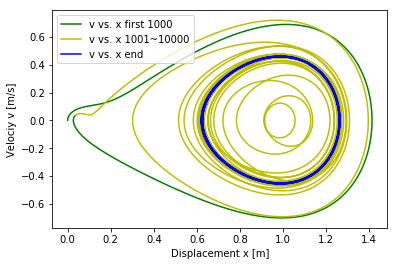 v vs. x first 1000
v vs. x 1001~10000
v vs. x end
0.6
0.4
0.2
0.0
−0.2
−0.4
−0.6
Velociy v [m/s]
0.0 0.2 0.4 0.6 0.8 1.0 1.2 1.4
Displacement x [m]